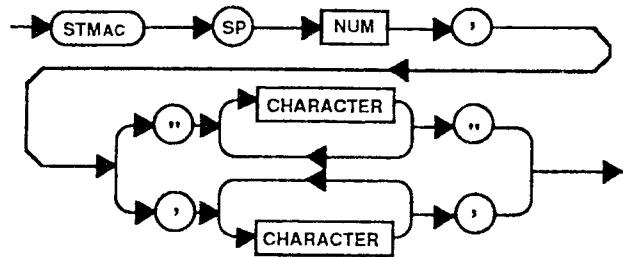 STMAC SP NUM ,
" CHARACTER "
' CHARACTER '